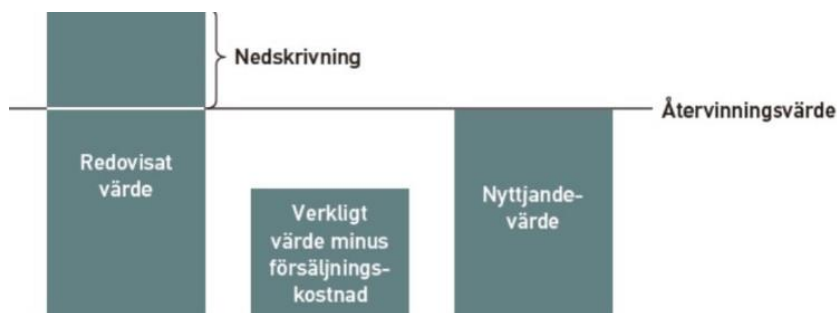 Nedskrivning
Återvinningsvärde
Redovisat
värde
Verkligt
värde minus
försäljnings-
kostnad
Nyttjande-
värde